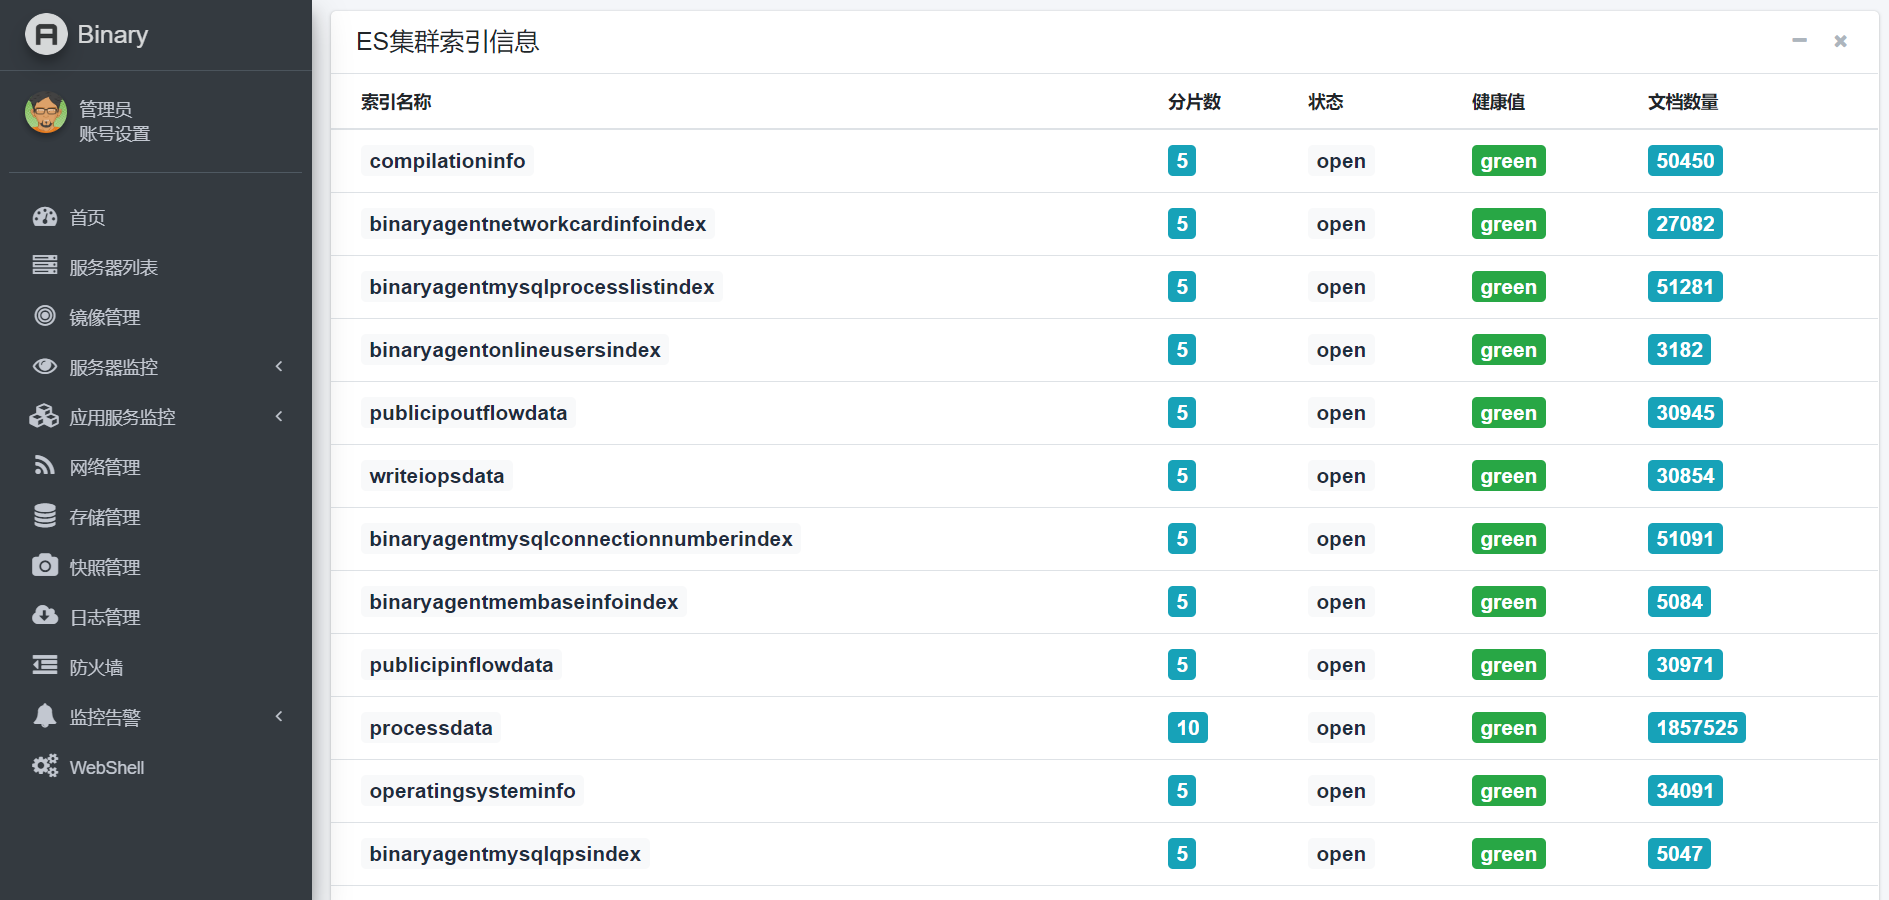 Binary
管理员
账号设置
首页
服务器列表
镜像管理
服务器监控
应用服务监控
网络管理
存储管理
快照管理
日志管理
防火墙
监控告警
WebShell
ES集群索引信息
索引名称 分片数 状态 健康值 文档数量
compilationinfo 5 open green 50450
binaryagentnetworkcardinfoindex 5 open green 27082
binaryagentmysqlprocesslistindex 5 open green 51281
binaryagentonlineusersindex 5 open green 3182
publicipoutflowdata 5 open green 30945
writeiopsdata 5 open green 30854
binaryagentmysqlconnectionnumberindex 5 open green 51091
binaryagentmembaseinfoindex 5 open green 5084
publicipinflowdata 5 open green 30971
processdata 10 open green 1857525
operatingsysteminfo 5 open green 34091
binaryagentmysqlqpsindex 5 open green 5047